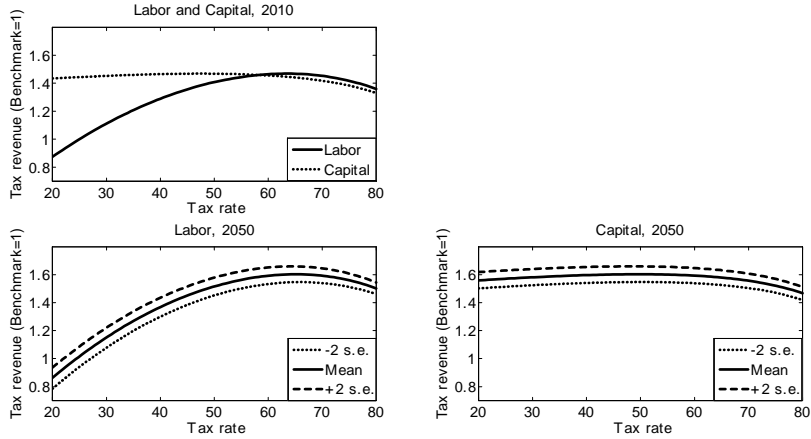 Labor and Capital, 2010
Tax revenue (Benchmark=1)
1.6
1.4
1.2
1
0.8
Labor
Capital
20 30 40 50 60 70 80
Tax rate
Labor, 2050
Tax revenue (Benchmark=1)
1.6
1.4
1.2
1
0.8
-2 s.e.
Mean
+2 s.e.
20 30 40 50 60 70 80
Tax rate
Capital, 2050
Tax revenue (Benchmark=1)
1.6
1.4
1.2
1
0.8
-2 s.e.
Mean
+2 s.e.
20 30 40 50 60 70 80
Tax rate